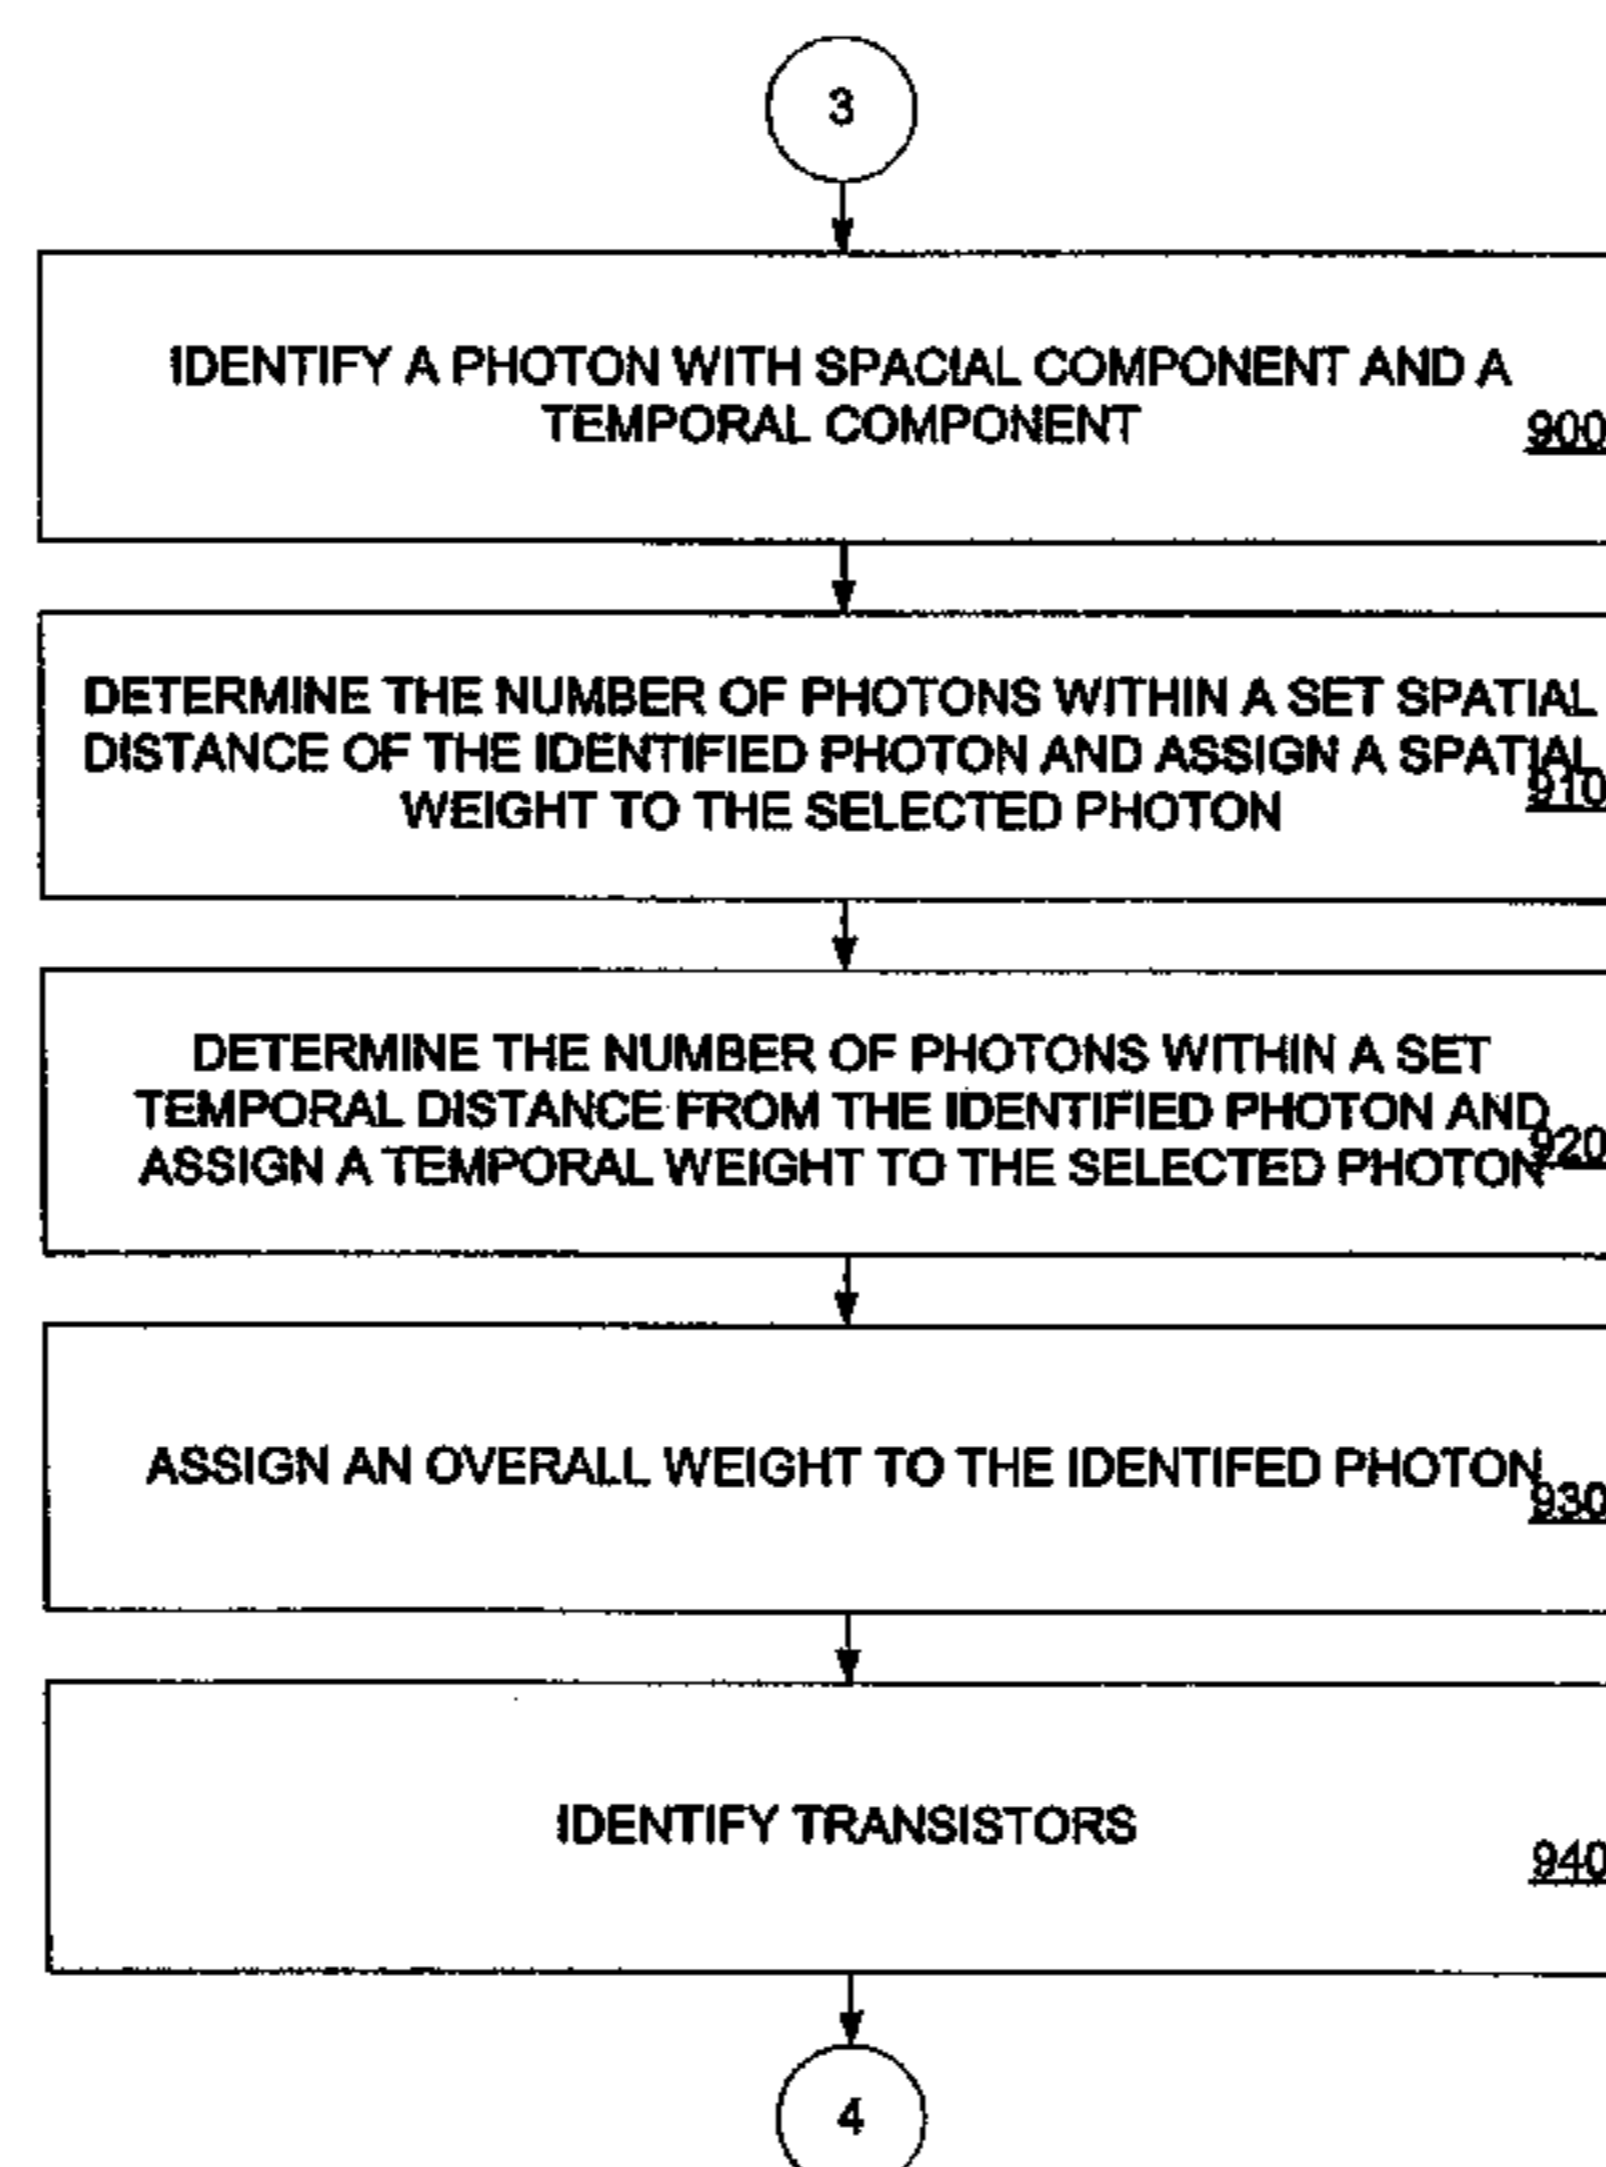 3
IDENTIFY A PHOTON WITH SPACIAL COMPONENT AND A
TEMPORAL COMPONENT
900
DETERMINE THE NUMBER OF PHOTONS WITHIN A SET SPATIAL
DISTANCE OF THE IDENTIFIED PHOTON AND ASSIGN A SPATIAL
WEIGHT TO THE SELECTED PHOTON
910
DETERMINE THE NUMBER OF PHOTONS WITHIN A SET
TEMPORAL DISTANCE FROM THE IDENTIFIED PHOTON AND
ASSIGN A TEMPORAL WEIGHT TO THE SELECTED PHOTON
920
ASSIGN AN OVERALL WEIGHT TO THE IDENTIFED PHOTON
930
IDENTIFY TRANSISTORS
940
4